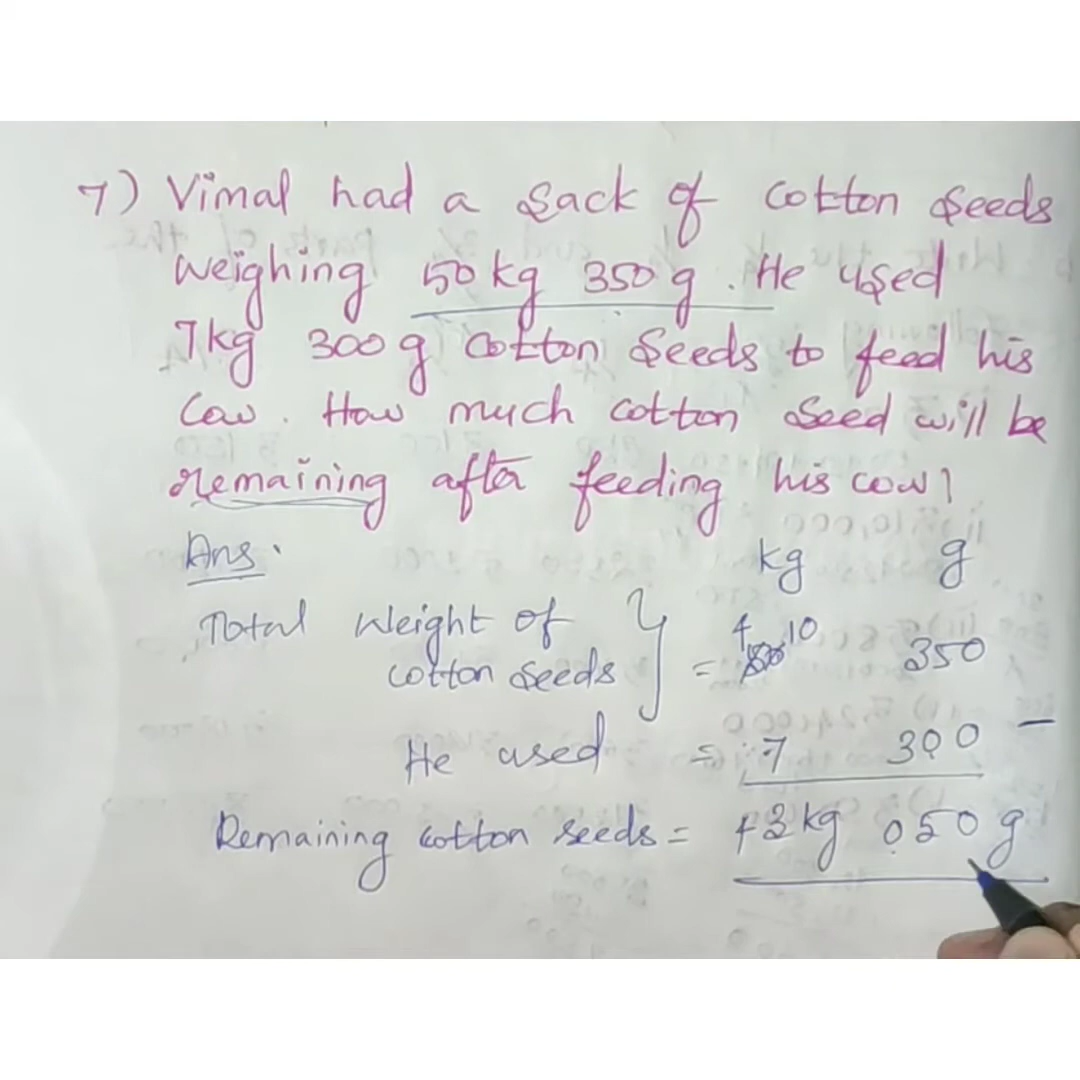 7) Vimal had a sack of cotton seeds
weighing 50 kg 350 g. He used
7kg 300 g cotton seeds to feed his
Cow. How much cotton seed will be
remaining after feeding his cow?
Ans.
kg g
4 10
Total Weight of cotton seeds } = 50 350
He used = 7 300 −
Remaining cotton seeds = 43 kg 050 g